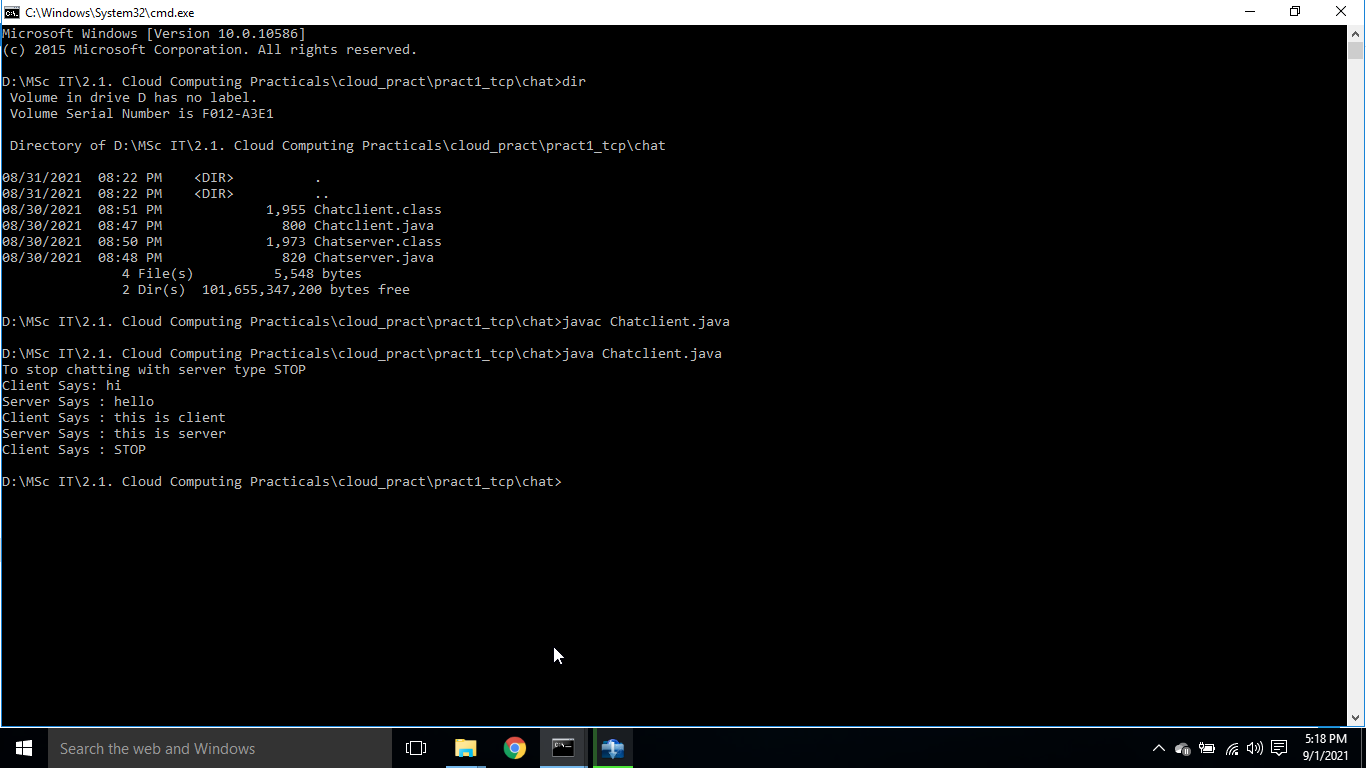 C:\Windows\System32\cmd.exe
Microsoft Windows [Version 10.0.10586]
(c) 2015 Microsoft Corporation. All rights reserved.
D:\MSc IT\2.1. Cloud Computing Practicals\cloud_pract\pract1_tcp\chat>dir
Volume in drive D has no label.
Volume Serial Number is F012-A3E1
Directory of D:\MSc IT\2.1. Cloud Computing Practicals\cloud_pract\pract1_tcp\chat
08/31/2021  08:22 PM    <DIR>          .
08/31/2021  08:22 PM    <DIR>          ..
08/30/2021  08:51 PM             1,955 Chatclient.class
08/30/2021  08:47 PM               800 Chatclient.java
08/30/2021  08:50 PM             1,973 Chatserver.class
08/30/2021  08:48 PM               820 Chatserver.java
4 File(s)          5,548 bytes
2 Dir(s)  101,655,347,200 bytes free
D:\MSc IT\2.1. Cloud Computing Practicals\cloud_pract\pract1_tcp\chat>javac Chatclient.java
D:\MSc IT\2.1. Cloud Computing Practicals\cloud_pract\pract1_tcp\chat>java Chatclient.java
To stop chatting with server type STOP
Client Says: hi
Server Says : hello
Client Says : this is client
Server Says : this is server
Client Says : STOP
D:\MSc IT\2.1. Cloud Computing Practicals\cloud_pract\pract1_tcp\chat>
Search the web and Windows
5:18 PM
9/1/2021